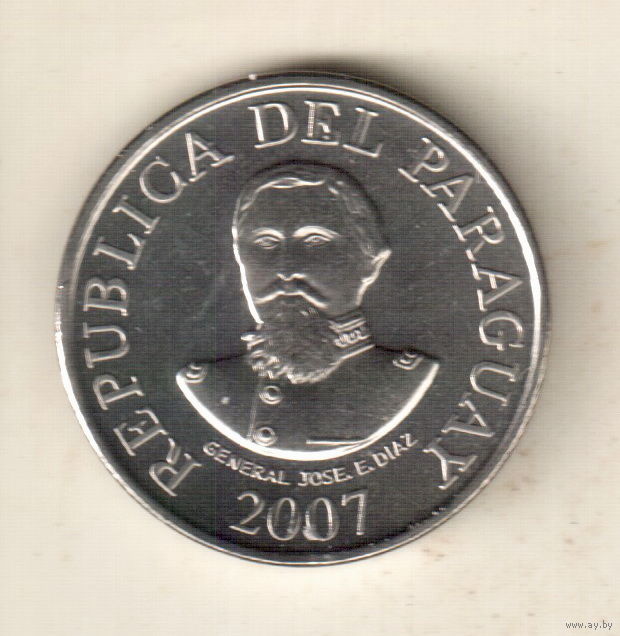 REPUBLICA DEL PARAGUAY
GENERAL JOSE. E. DIAZ
2007
www.ay.by